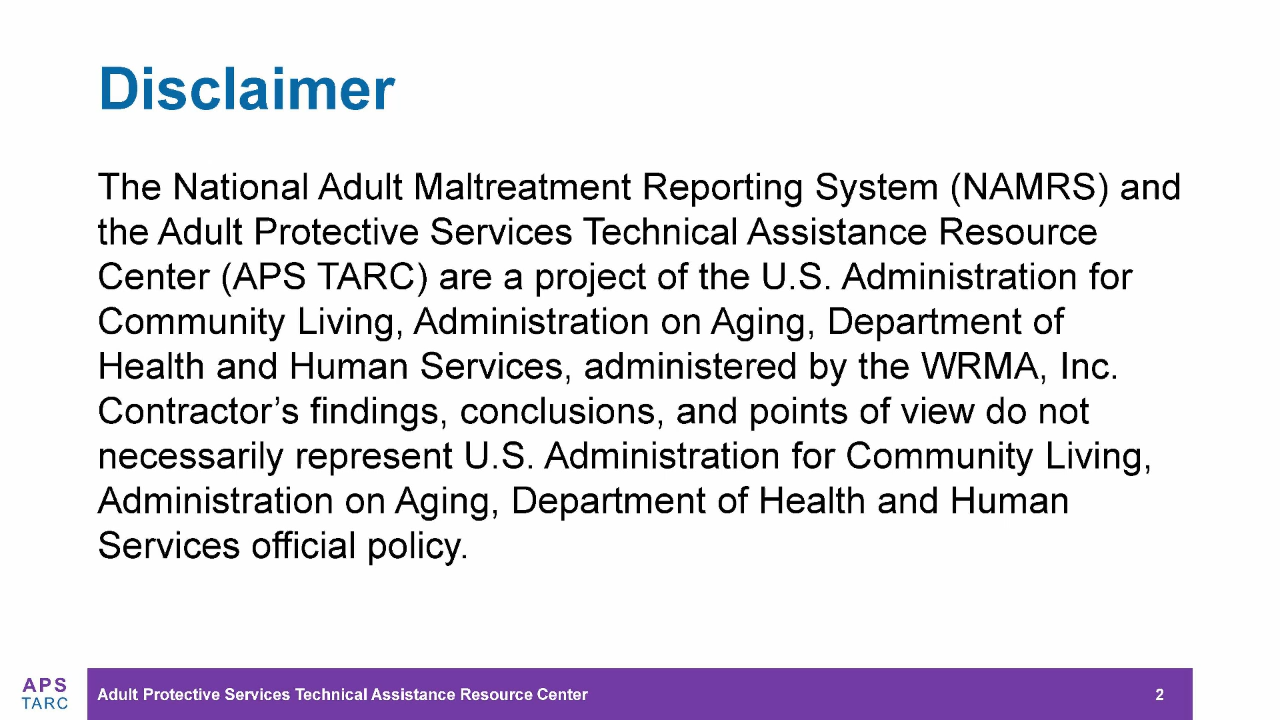 Disclaimer
The National Adult Maltreatment Reporting System (NAMRS) and
the Adult Protective Services Technical Assistance Resource
Center (APS TARC) are a project of the U.S. Administration for
Community Living, Administration on Aging, Department of
Health and Human Services, administered by the WRMA, Inc.
Contractor’s findings, conclusions, and points of view do not
necessarily represent U.S. Administration for Community Living,
Administration on Aging, Department of Health and Human
Services official policy.
APS
TARC
Adult Protective Services Technical Assistance Resource Center
2